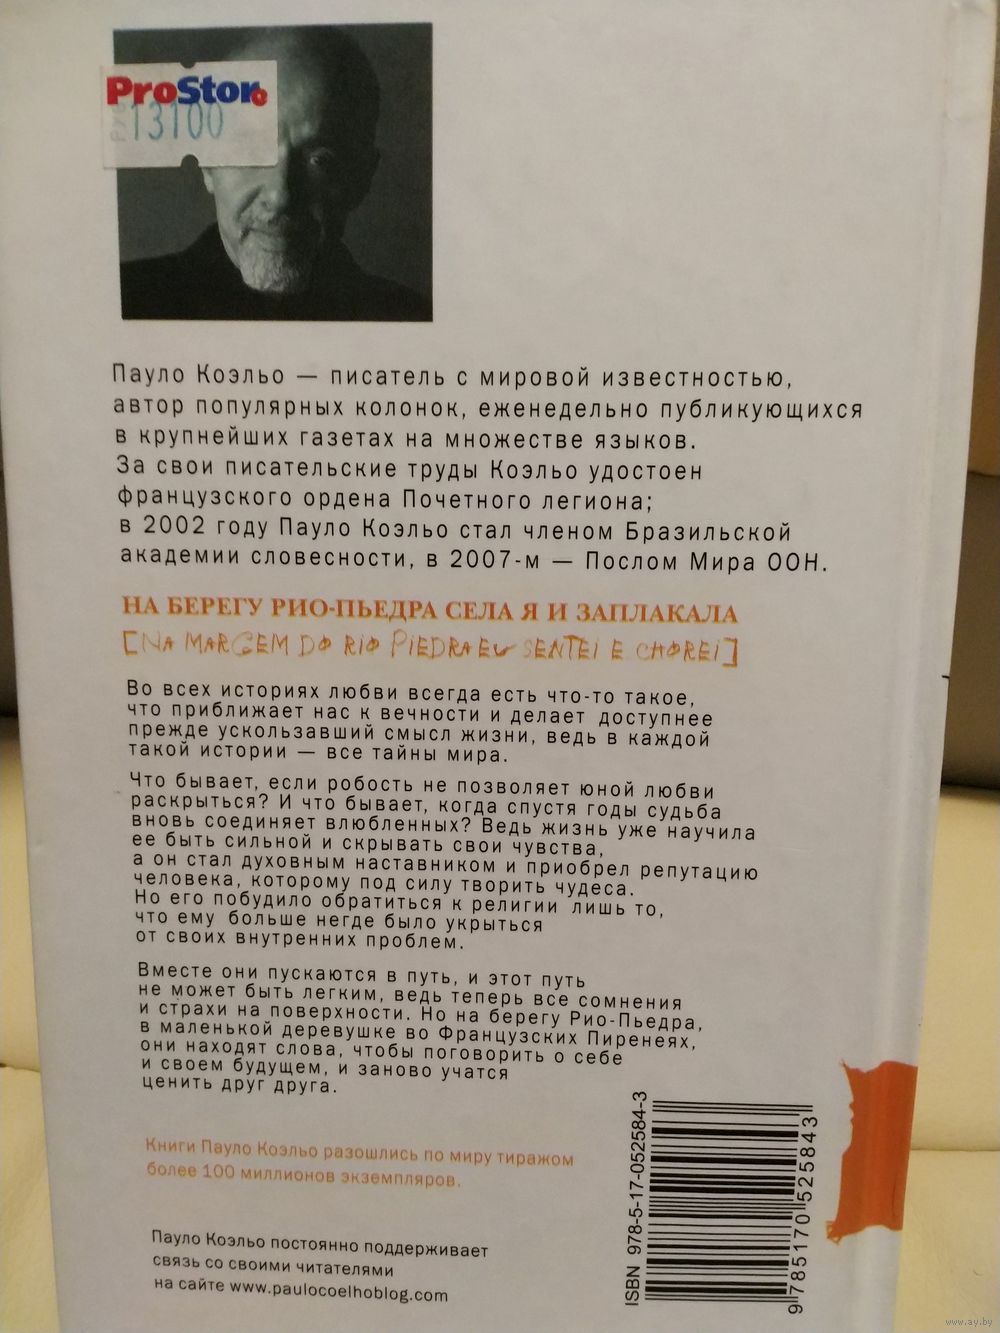 ProStor
13100
Пауло Коэльо — писатель с мировой известностью,
автор популярных колонок, еженедельно публикующихся
в крупнейших газетах на множестве языков.
За свои писательские труды Коэльо удостоен
французского ордена Почетного легиона;
в 2002 году Пауло Коэльо стал членом Бразильской
академии словесности, в 2007-м — Послом Мира ООН.
НА БЕРЕГУ РИО-ПЬЕДРА СЕЛА Я И ЗАПЛАКАЛА
[NA MARGEM DO RIO PIEDRA EU SENTEI E CHOREI]
Во всех историях любви всегда есть что-то такое,
что приближает нас к вечности и делает доступнее
прежде ускользавший смысл жизни, ведь в каждой
такой истории — все тайны мира.
Что бывает, если робость не позволяет юной любви
раскрыться? И что бывает, когда спустя годы судьба
вновь соединяет влюбленных? Ведь жизнь уже научила
ее быть сильной и скрывать свои чувства,
а он стал духовным наставником и приобрел репутацию
человека, которому под силу творить чудеса.
Но его побудило обратиться к религии лишь то,
что ему больше негде было укрыться
от своих внутренних проблем.
Вместе они пускаются в путь, и этот путь
не может быть легким, ведь теперь все сомнения
и страхи на поверхности. Но на берегу Рио-Пьедра,
в маленькой деревушке во Французских Пиренеях,
они находят слова, чтобы поговорить о себе
и своем будущем, и заново учатся
ценить друг друга.
Книги Пауло Коэльо разошлись по миру тиражом
более 100 миллионов экземпляров.
Пауло Коэльо постоянно поддерживает
связь со своими читателями
на сайте www.paulocoelhoblog.com
ISBN 978-5-17-052584-3
9785170525843
www.ay.by